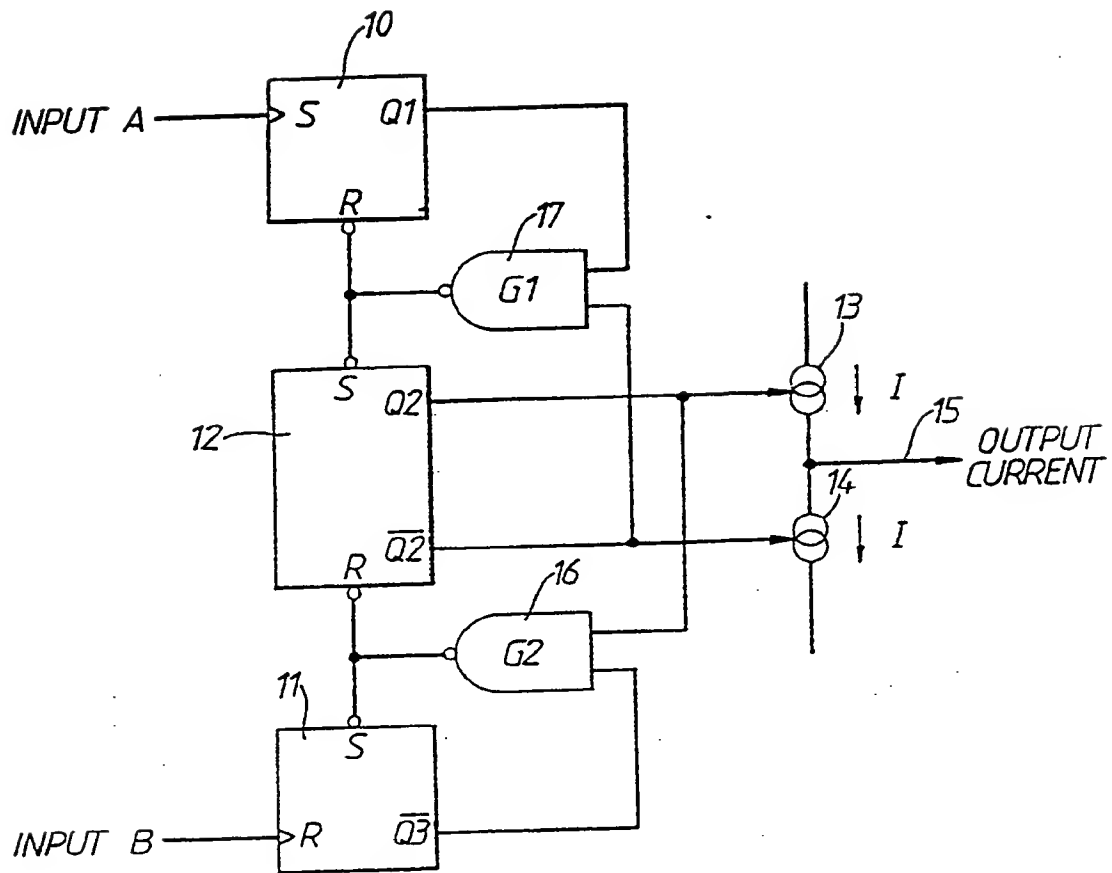 10
INPUT A
S Q1
R
17
G1
13
S
Q2
I
12
15
OUTPUT
CURRENT
14
Q2
I
R
16
G2
11
S
INPUT B
R
Q3